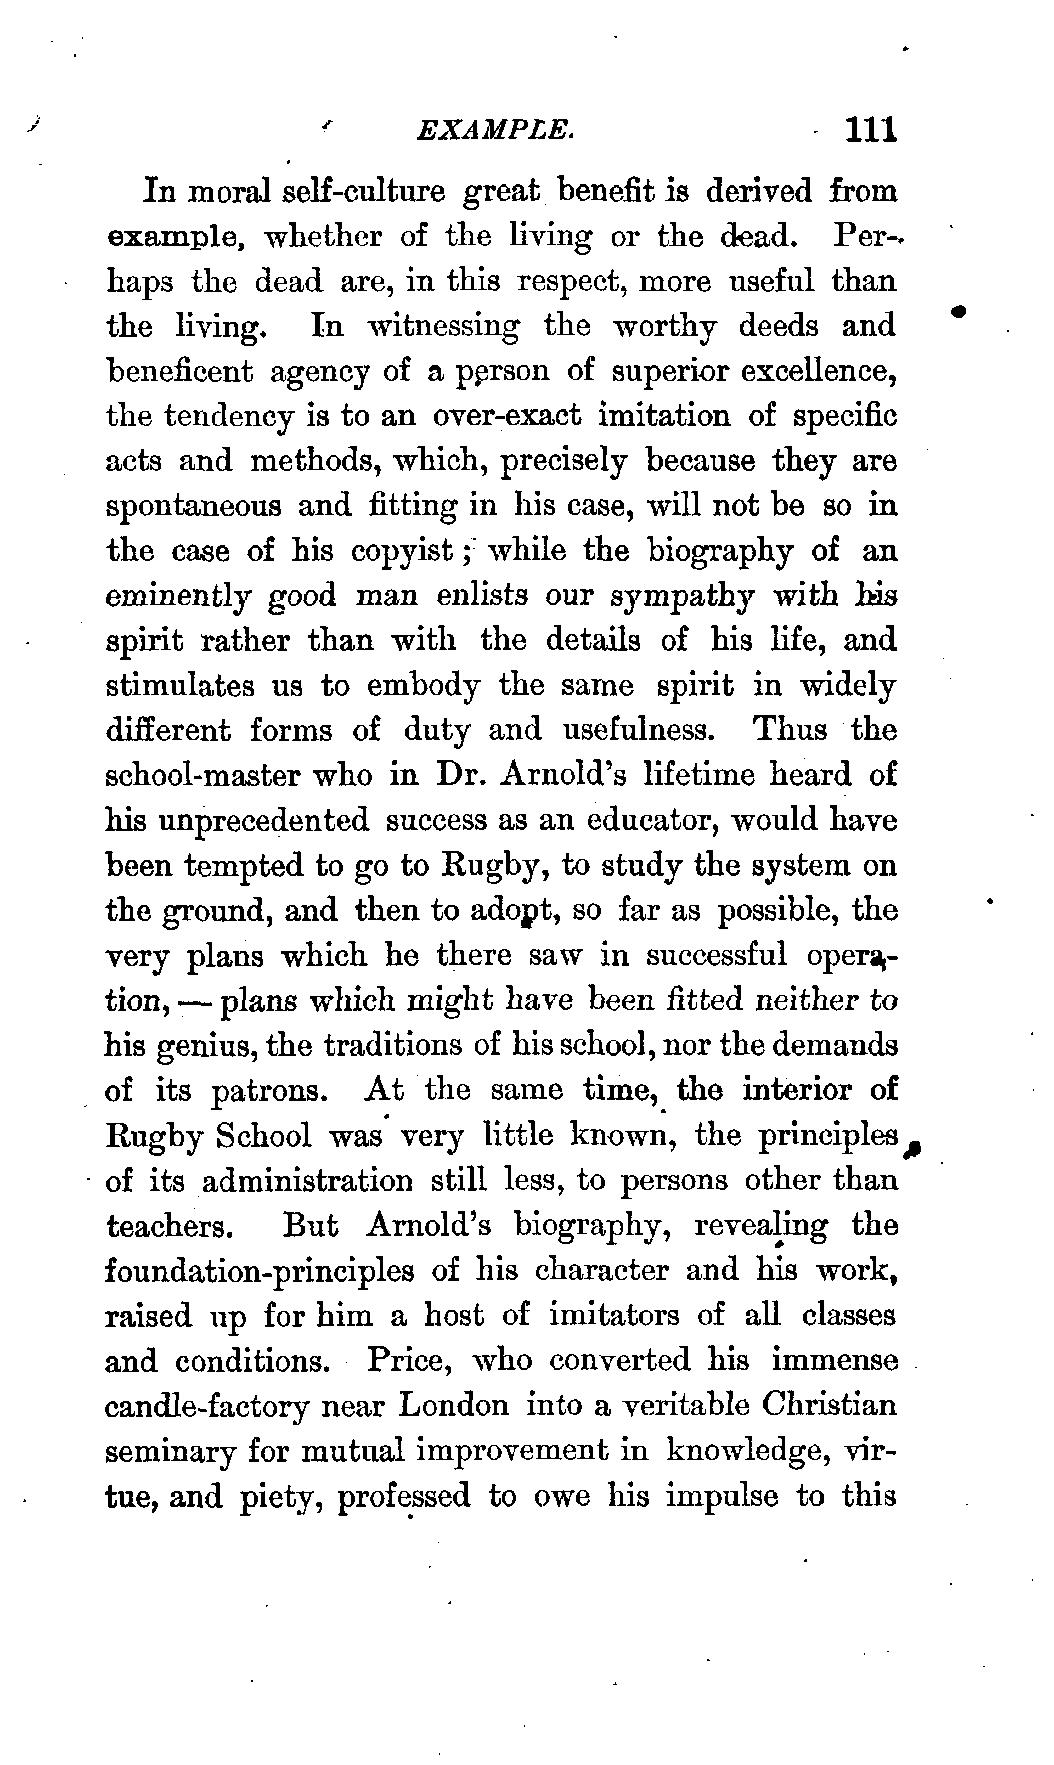 EXAMPLE. 111
In moral self-culture great benefit is derived from
example, whether of the living or the dead. Per-
haps the dead are, in this respect, more useful than
the living. In witnessing the worthy deeds and
beneficent agency of a person of superior excellence,
the tendency is to an over-exact imitation of specific
acts and methods, which, precisely because they are
spontaneous and fitting in his case, will not be so in
the case of his copyist; while the biography of an
eminently good man enlists our sympathy with his
spirit rather than with the details of his life, and
stimulates us to embody the same spirit in widely
different forms of duty and usefulness. Thus the
school-master who in Dr. Arnold's lifetime heard of
his unprecedented success as an educator, would have
been tempted to go to Rugby, to study the system on
the ground, and then to adopt, so far as possible, the
very plans which he there saw in successful opera-
tion, — plans which might have been fitted neither to
his genius, the traditions of his school, nor the demands
of its patrons. At the same time, the interior of
Rugby School was very little known, the principles
of its administration still less, to persons other than
teachers. But Arnold's biography, revealing the
foundation-principles of his character and his work,
raised up for him a host of imitators of all classes
and conditions. Price, who converted his immense
candle-factory near London into a veritable Christian
seminary for mutual improvement in knowledge, vir-
tue, and piety, professed to owe his impulse to this